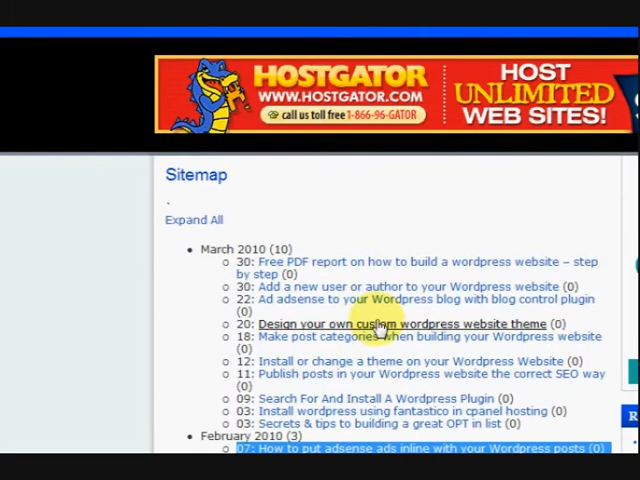 HOSTGATOR
WWW.HOSTGATOR.COM
call us toll free 1-866-96-GATOR
HOST
UNLIMITED
WEB SITES!
Sitemap
Expand All
March 2010 (10)
30: Free PDF report on how to build a wordpress website – step
by step (0)
30: Add a new user or author to your Wordpress website (0)
22: Ad adsense to your Wordpress blog with blog control plugin
(0)
20: Design your own custom wordpress website theme (0)
18: Make post categories when building your Wordpress website
(0)
12: Install or change a theme on your Wordpress Website (0)
11: Publish posts in your Wordpress website the correct SEO way
(0)
09: Search For And Install A Wordpress Plugin (0)
03: Install wordpress using fantastico in cpanel hosting (0)
03: Secrets & tips to building a great OPT in list (0)
February 2010 (3)
07: How to put adsense ads inline with your Wordpress posts (0)
R